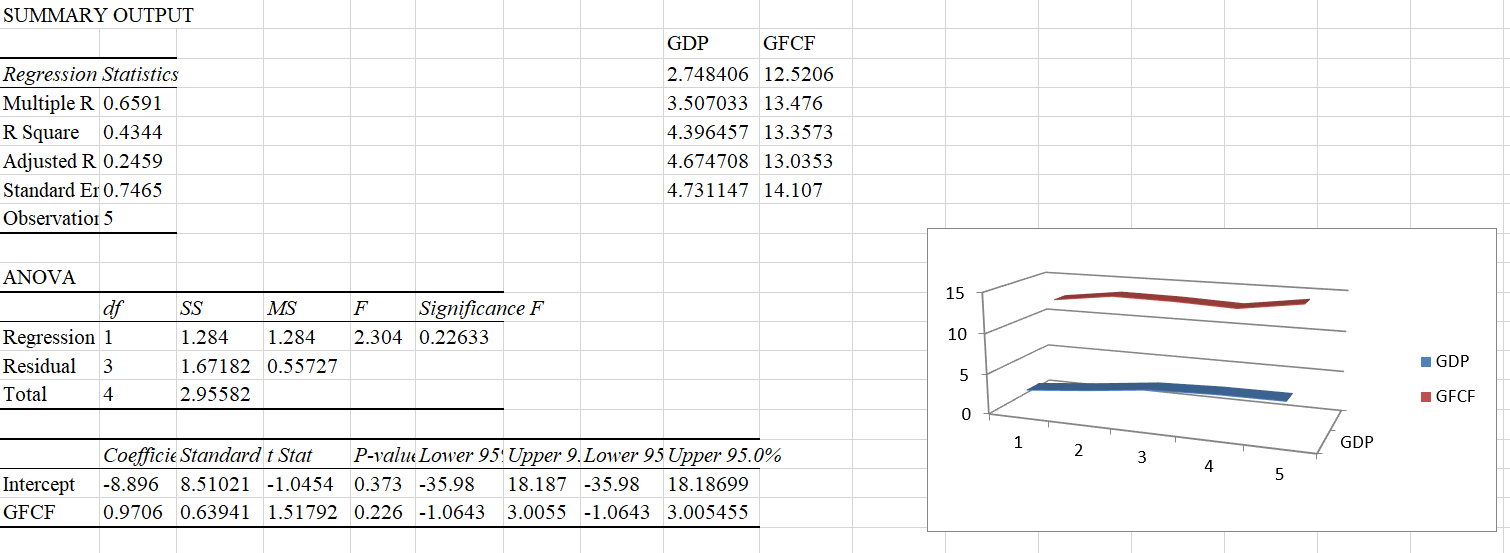 SUMMARY OUTPUT
GDP GFCF
Regression Statistics 2.748406 12.5206
Multiple R 0.6591 3.507033 13.476
R Square 0.4344 4.396457 13.3573
Adjusted R 0.2459 4.674708 13.0353
Standard Er 0.7465 4.731147 14.107
Observation 5
ANOVA
df SS MS F Significance F
Regression 1 1.284 1.284 2.304 0.22633
Residual 3 1.67182 0.55727
Total 4 2.95582
Coefficie Standard t Stat P-valu Lower 95 Upper 9. Lower 95 Upper 95.0%
Intercept -8.896 8.51021 -1.0454 0.373 -35.98 18.187 -35.98 18.18699
GFCF 0.9706 0.63941 1.51792 0.226 -1.0643 3.0055 -1.0643 3.005455
15
10
5
0
1
2
3
4
5
GDP
GDP
GFCF